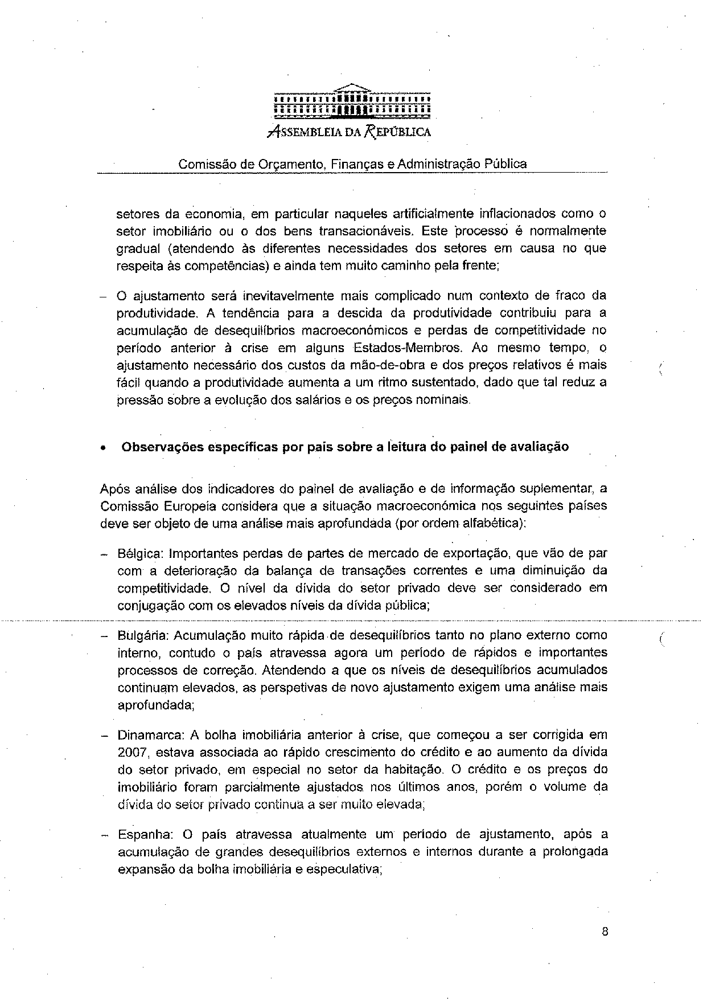 ASSEMBLEIA DA REPÚBLICA
Comissão de Orçamento, Finanças e Administração Pública
setores da economia, em particular naqueles artificialmente inflacionados como o
setor imobiliário ou o dos bens transacionáveis. Este processo é normalmente
gradual (atendendo às diferentes necessidades dos setores em causa no que
respeita às competências) e ainda tem muito caminho pela frente;
– O ajustamento será inevitavelmente mais complicado num contexto de fraco da
produtividade. A tendência para a descida da produtividade contribuiu para a
acumulação de desequilíbrios macroeconómicos e perdas de competitividade no
período anterior à crise em alguns Estados-Membros. Ao mesmo tempo, o
ajustamento necessário dos custos da mão-de-obra e dos preços relativos é mais
fácil quando a produtividade aumenta a um ritmo sustentado, dado que tal reduz a
pressão sobre a evolução dos salários e os preços nominais.
• Observações específicas por país sobre a leitura do painel de avaliação
Após análise dos indicadores do painel de avaliação e de informação suplementar, a
Comissão Europeia considera que a situação macroeconómica nos seguintes países
deve ser objeto de uma análise mais aprofundada (por ordem alfabética):
– Bélgica: Importantes perdas de partes de mercado de exportação, que vão de par
com a deterioração da balança de transações correntes e uma diminuição da
competitividade. O nível da dívida do setor privado deve ser considerado em
conjugação com os elevados níveis da dívida pública;
– Bulgária: Acumulação muito rápida de desequilíbrios tanto no plano externo como
interno, contudo o país atravessa agora um período de rápidos e importantes
processos de correção. Atendendo a que os níveis de desequilíbrios acumulados
continuam elevados, as perspetivas de novo ajustamento exigem uma análise mais
aprofundada;
– Dinamarca: A bolha imobiliária anterior à crise, que começou a ser corrigida em
2007, estava associada ao rápido crescimento do crédito e ao aumento da dívida
do setor privado, em especial no setor da habitação. O crédito e os preços do
imobiliário foram parcialmente ajustados nos últimos anos, porém o volume da
dívida do setor privado continua a ser muito elevada;
– Espanha: O país atravessa atualmente um período de ajustamento, após a
acumulação de grandes desequilíbrios externos e internos durante a prolongada
expansão da bolha imobiliária e especulativa;
8